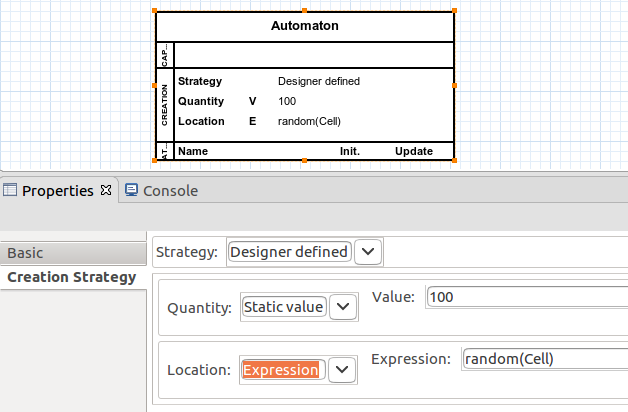 Automaton
CAP...
CREATION
Strategy Designer defined
Quantity V 100
Location E random(Cell)
AT...
Name Init. Update
Properties Console
Basic
Creation Strategy
Strategy: Designer defined
Quantity: Static value Value: 100
Location: Expression Expression: random(Cell)